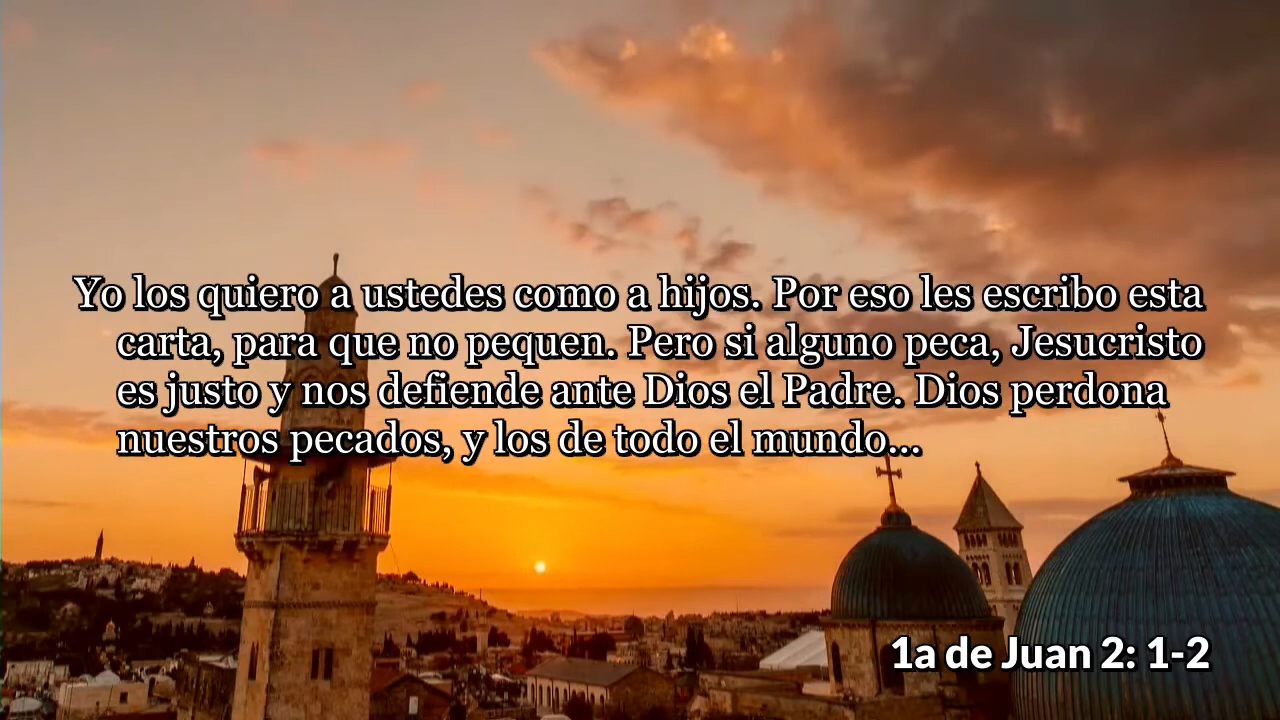 Yo los quiero a ustedes como a hijos. Por eso les escribo esta
carta, para que no pequen. Pero si alguno peca, Jesucristo
es justo y nos defiende ante Dios el Padre. Dios perdona
nuestros pecados, y los de todo el mundo...
1a de Juan 2: 1-2